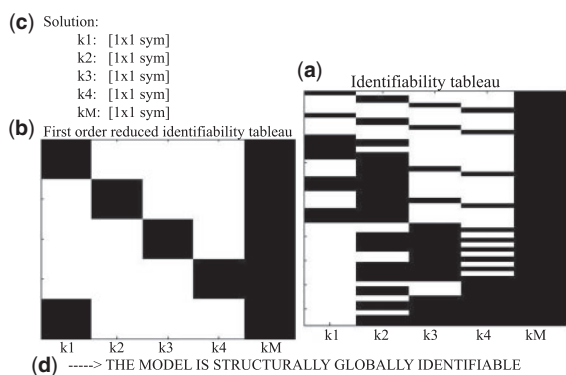 (c) Solution:
k1: [1x1 sym]
k2: [1x1 sym]
k3: [1x1 sym]
k4: [1x1 sym]
kM: [1x1 sym]
(a)
Identifiability tableau
(b) First order reduced identifiability tableau
k1 k2 k3 k4 kM
k1 k2 k3 k4 kM
(d) -----> THE MODEL IS STRUCTURALLY GLOBALLY IDENTIFIABLE